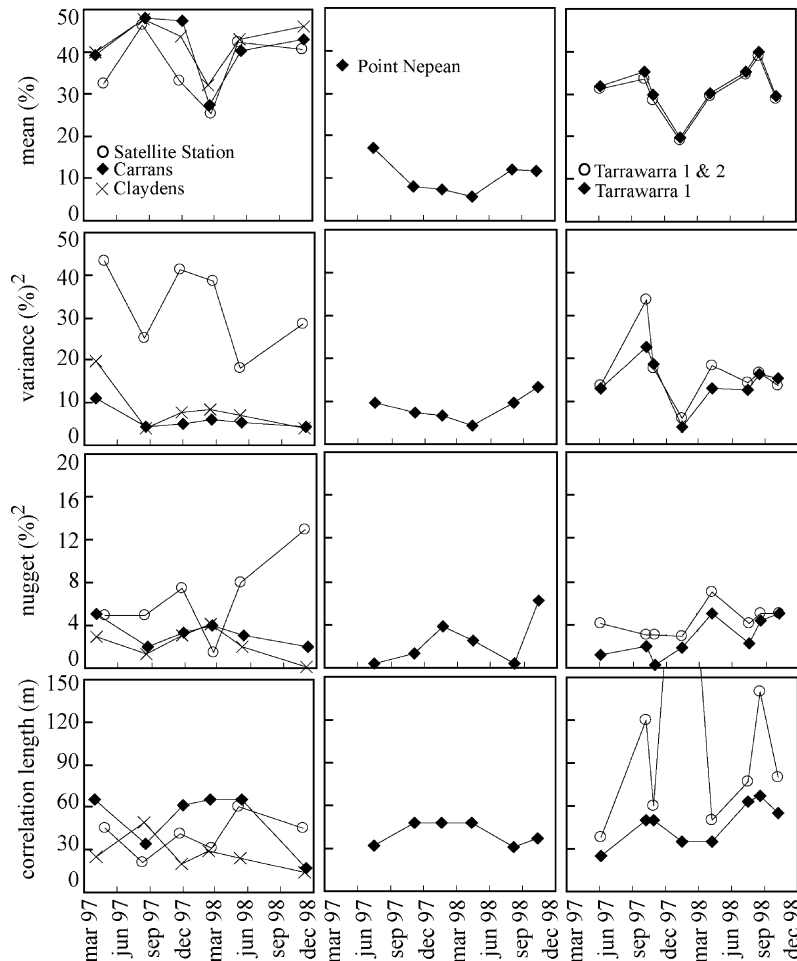 mean (%)
50
40
30
20
10
0
Satellite Station
Carrans
Claydens
Point Nepean
Tarrawarra 1 & 2
Tarrawarra 1
variance (%)2
50
40
30
20
10
0
nugget (%)2
20
16
12
8
4
0
correlation length (m)
150
120
90
60
30
0
mar 97
jun 97
sep 97
dec 97
mar 98
jun 98
sep 98
dec 98
mar 97
jun 97
sep 97
dec 97
mar 98
jun 98
sep 98
dec 98
mar 97
jun 97
sep 97
dec 97
mar 98
jun 98
sep 98
dec 98